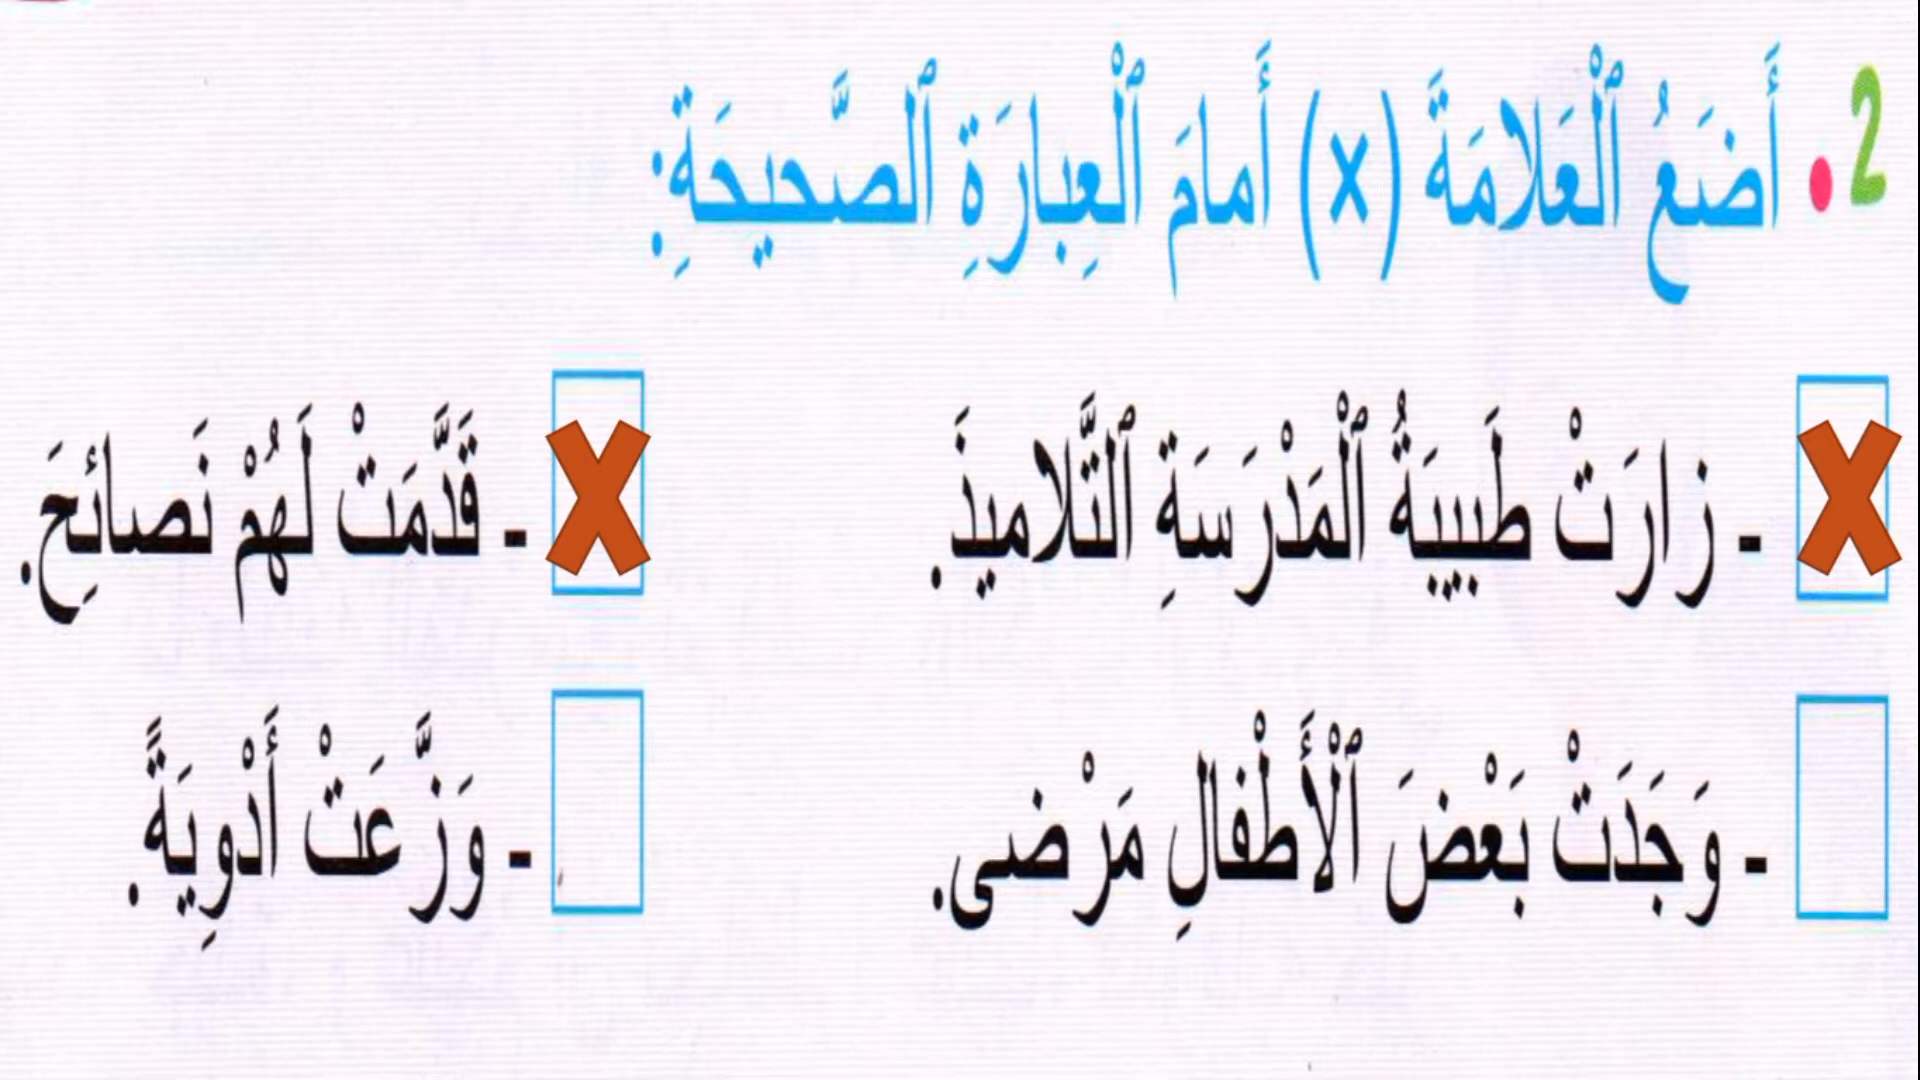 2. أَضَعُ ٱلْعَلامَةَ (x) أَمامَ ٱلْعِبارَةِ ٱلصَّحيحَةِ:
X - زارَتْ طَبيبَةُ ٱلْمَدْرَسَةِ ٱلتَّلاميذَ. X - قَدَّمَتْ لَهُمْ نَصائِحَ.
- وَجَدَتْ بَعْضَ ٱلْأَطْفالِ مَرْضى. - وَزَّعَتْ أَدْوِيَةً.